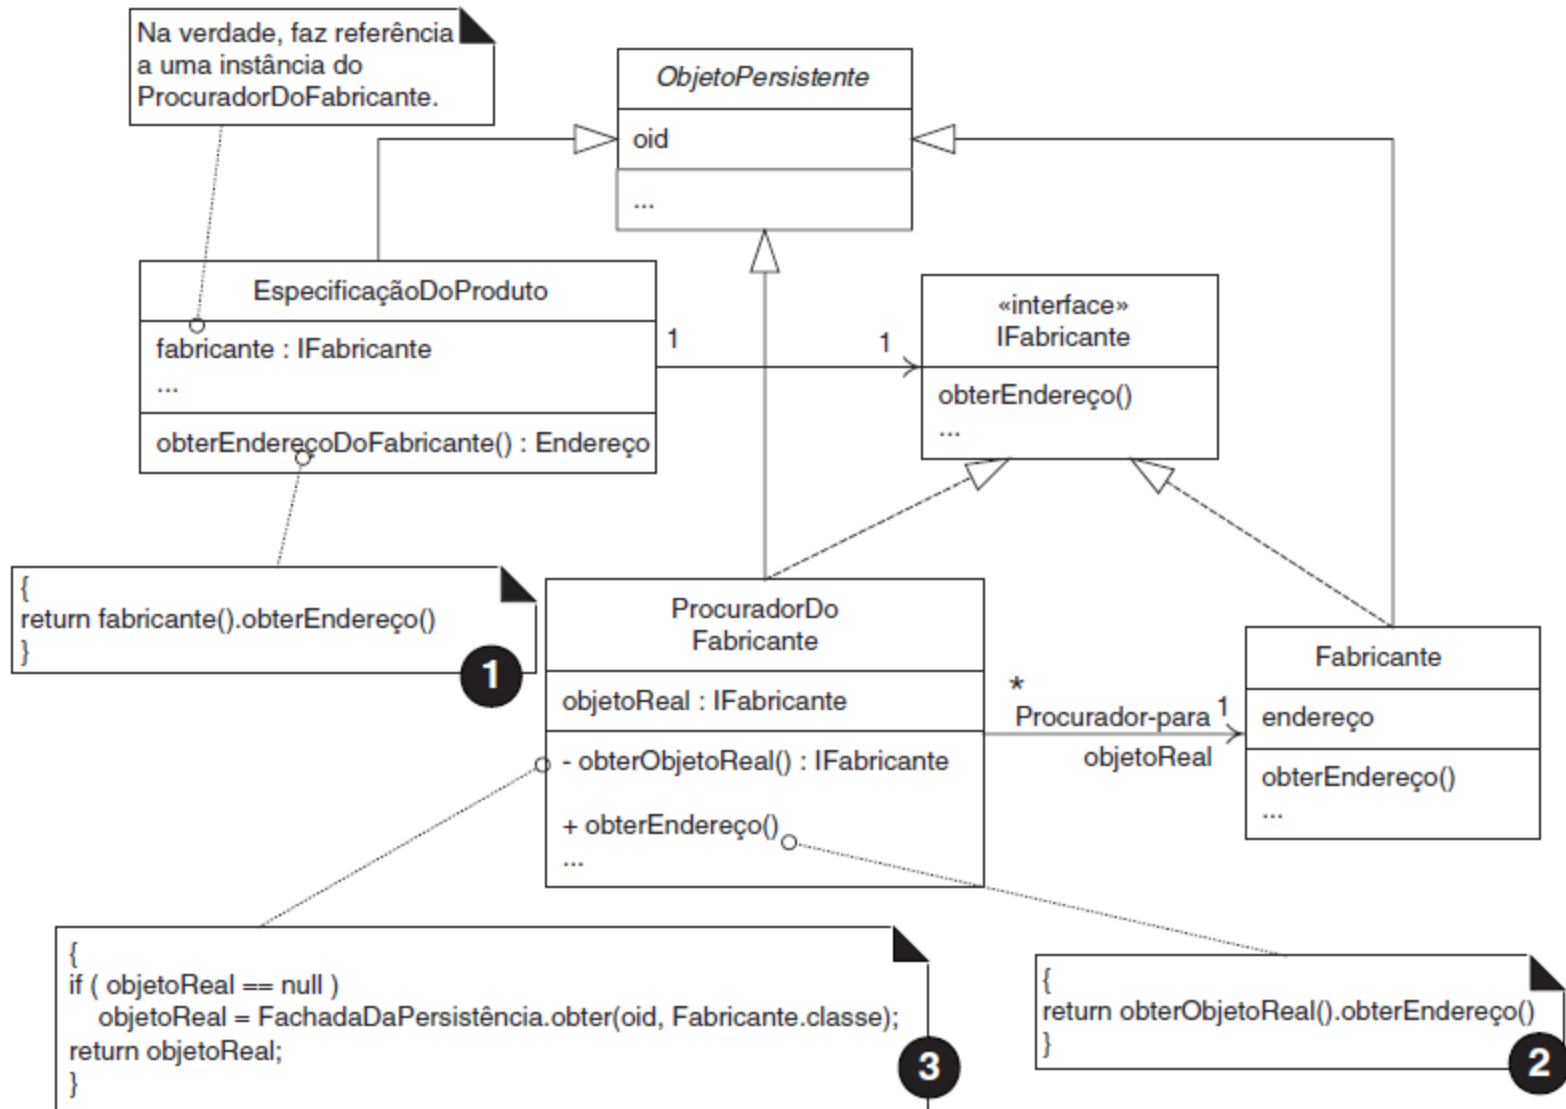 Na verdade, faz referência
a uma instância do
ProcuradorDoFabricante.
ObjetoPersistente
oid
...
EspecificaçãoDoProduto
fabricante : IFabricante
...
obterEndereçoDoFabricante() : Endereço
1
1
«interface»
IFabricante
obterEndereço()
...
{
return fabricante().obterEndereço()
}
1
ProcuradorDo
Fabricante
objetoReal : IFabricante
- obterObjetoReal() : IFabricante
+ obterEndereço()
...
*
Procurador-para
1
objetoReal
Fabricante
endereço
obterEndereço()
...
{
if ( objetoReal == null )
objetoReal = FachadaDaPersistência.obter(oid, Fabricante.classe);
return objetoReal;
}
3
{
return obterObjetoReal().obterEndereço()
}
2